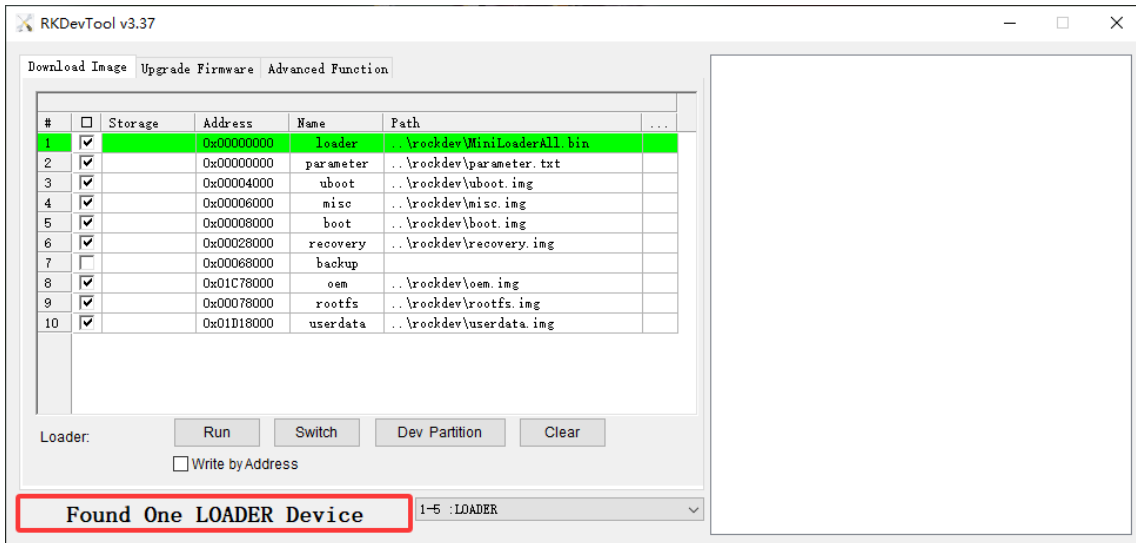 RKDevTool v3.37
Download Image Upgrade Firmware Advanced Function
# Storage Address Name Path ...
1 0x00000000 loader ..\rockdev\MiniLoaderAll.bin
2 0x00000000 parameter ..\rockdev\parameter.txt
3 0x00004000 uboot ..\rockdev\uboot.img
4 0x00006000 misc ..\rockdev\misc.img
5 0x00008000 boot ..\rockdev\boot.img
6 0x00028000 recovery ..\rockdev\recovery.img
7 0x00068000 backup
8 0x01C78000 oem ..\rockdev\oem.img
9 0x00078000 rootfs ..\rockdev\rootfs.img
10 0x01D18000 userdata ..\rockdev\userdata.img
Loader: Run Switch Dev Partition Clear
Write by Address
Found One LOADER Device 1-5 :LOADER